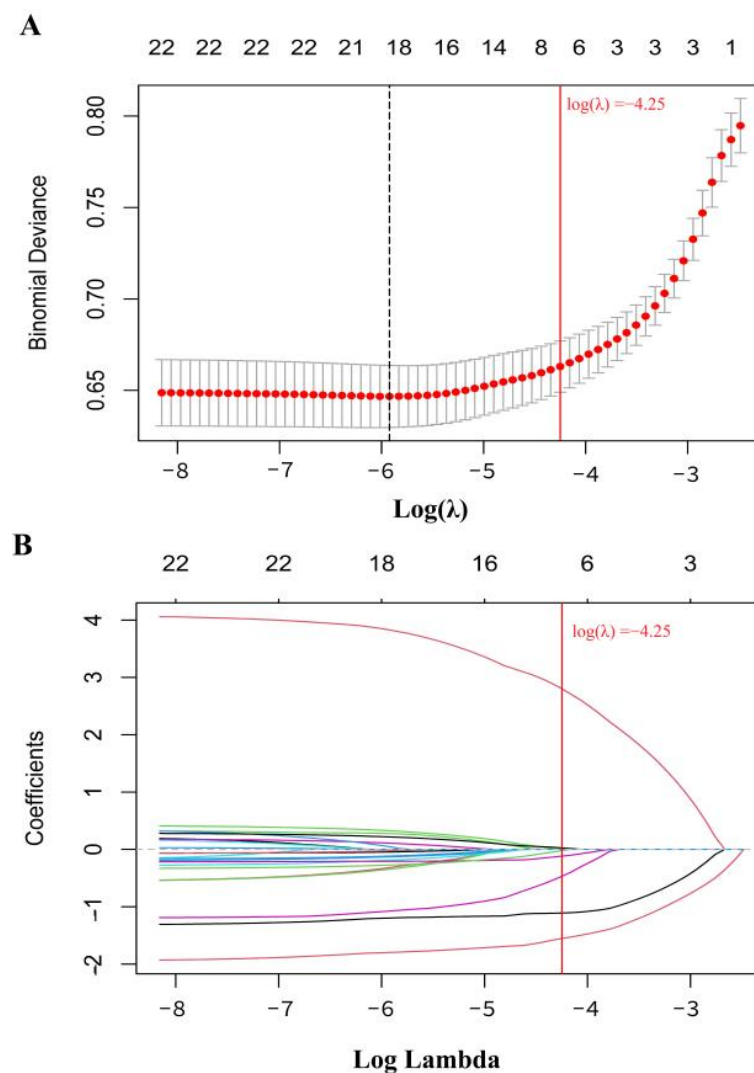 A
22 22 22 22 21 18 16 14 8 6 3 3 3 1
log(λ) =−4.25
0.80
0.75
0.70
0.65
Binomial Deviance
−8 −7 −6 −5 −4 −3
Log(λ)
B
22 22 18 16 6 3
log(λ) =−4.25
4
3
2
1
0
−1
−2
Coefficients
−8 −7 −6 −5 −4 −3
Log Lambda